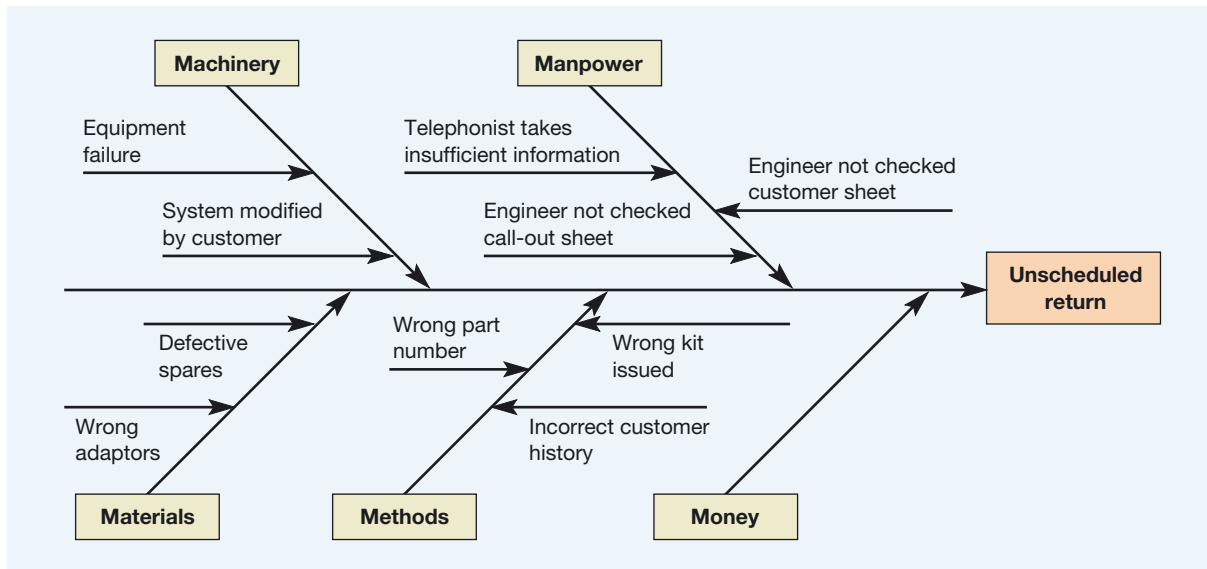 Machinery
Manpower
Equipment
failure
Telephonist takes
insufficient information
Engineer not checked
customer sheet
System modified
by customer
Engineer not checked
call-out sheet
Unscheduled
return
Defective
spares
Wrong part
number
Wrong kit
issued
Wrong
adaptors
Incorrect customer
history
Materials
Methods
Money